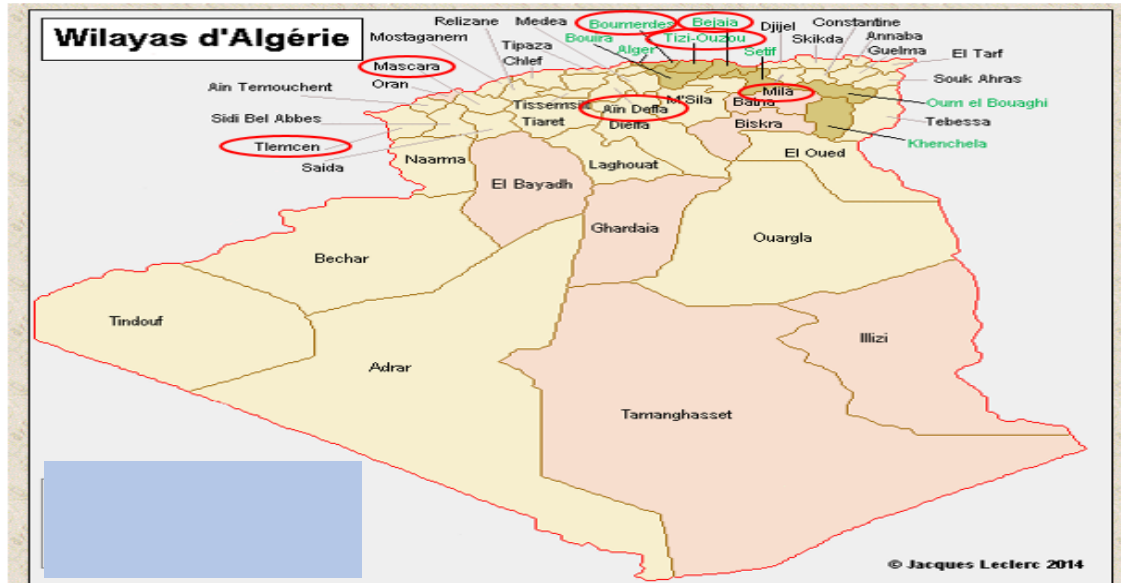 Wilayas d'Algérie
Relizane
Medea
Boumerdes
Bejaia
Djijel
Constantine
Mostaganem
Tipaza
Bouira
Alger
Tizi-Ouzou
Setif
Skikda
Annaba
Guelma
El Tarf
Mascara
Chlef
Oran
Souk Ahras
Ain Temouchent
Tissemsilt
Aïn Deffa
M'Sila
Mila
Batna
Oum el Bouaghi
Sidi Bel Abbes
Tiaret
Djelfa
Biskra
Tebessa
Tlemcen
Saida
Naama
Laghouat
El Oued
Khenchela
El Bayadh
Ghardaia
Ouargla
Bechar
Tindouf
Adrar
Illizi
Tamanghasset
© Jacques Leclerc 2014